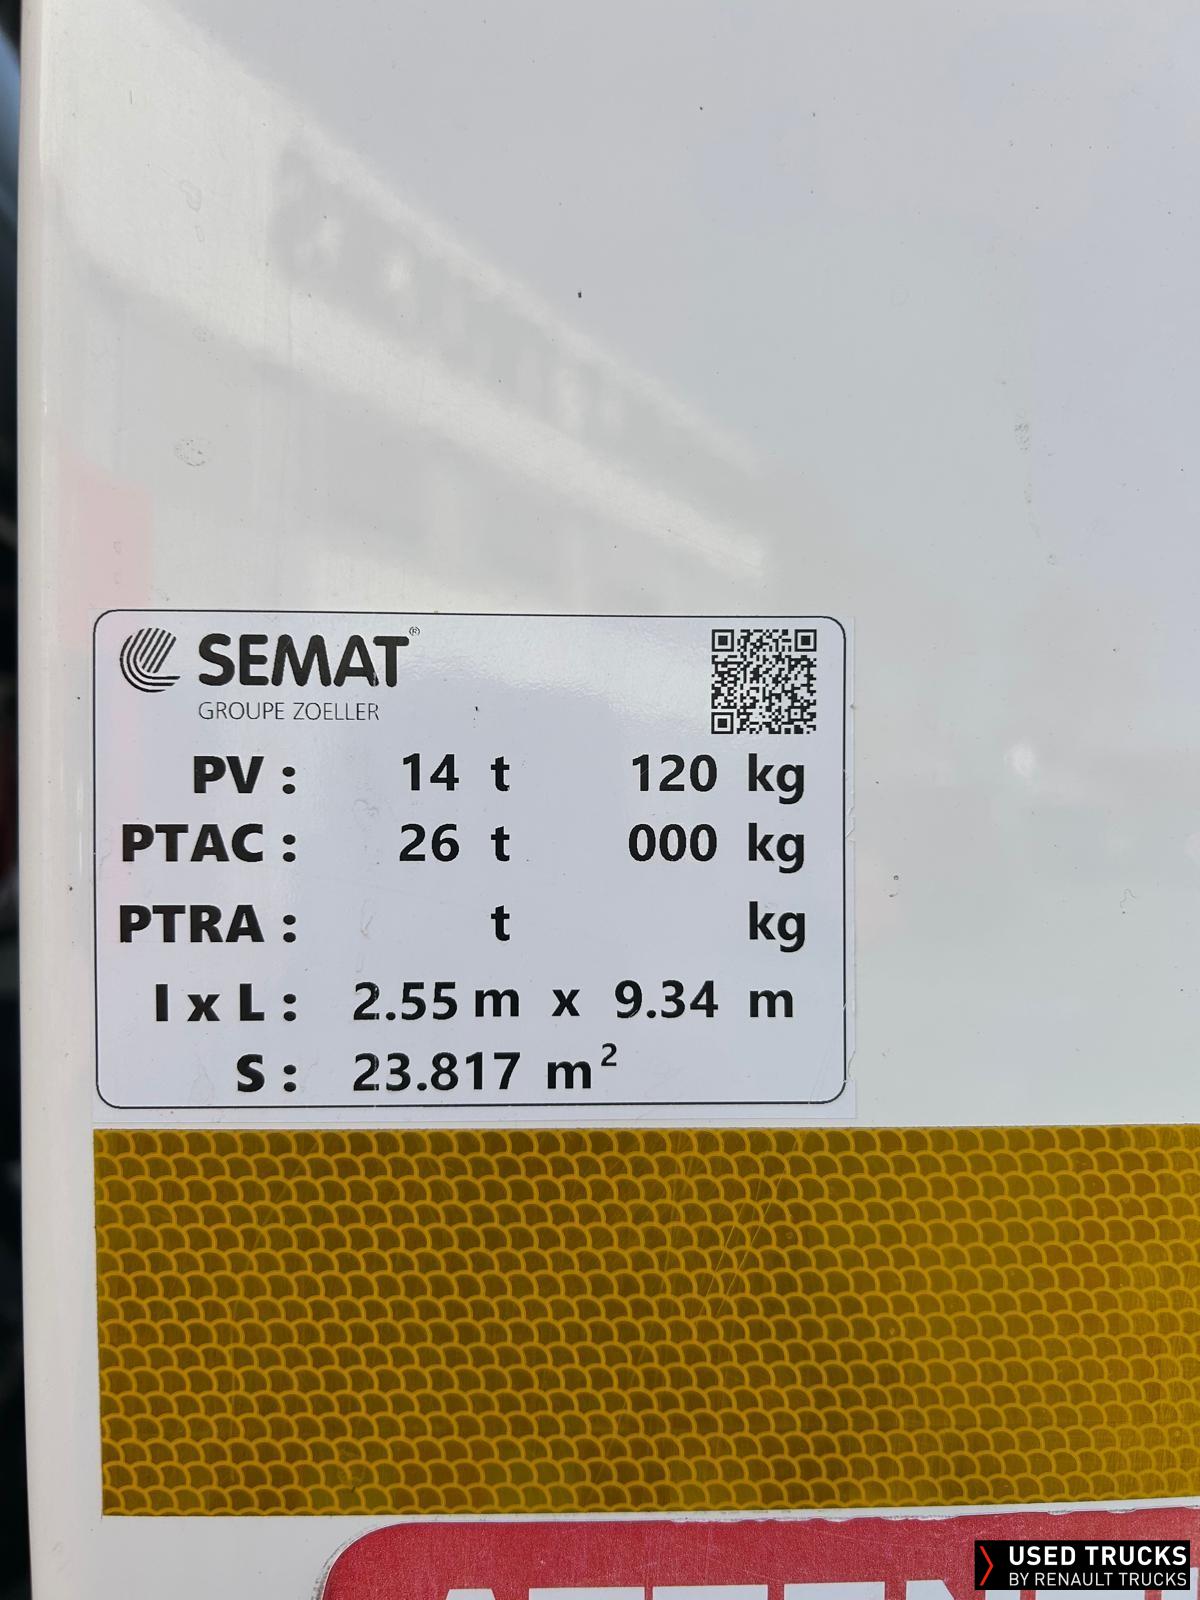 SEMAT®
GROUPE ZOELLER
PV : 14 t 120 kg
PTAC : 26 t 000 kg
PTRA : t kg
l x L : 2.55 m x 9.34 m
S : 23.817 m²
USED TRUCKS
BY RENAULT TRUCKS